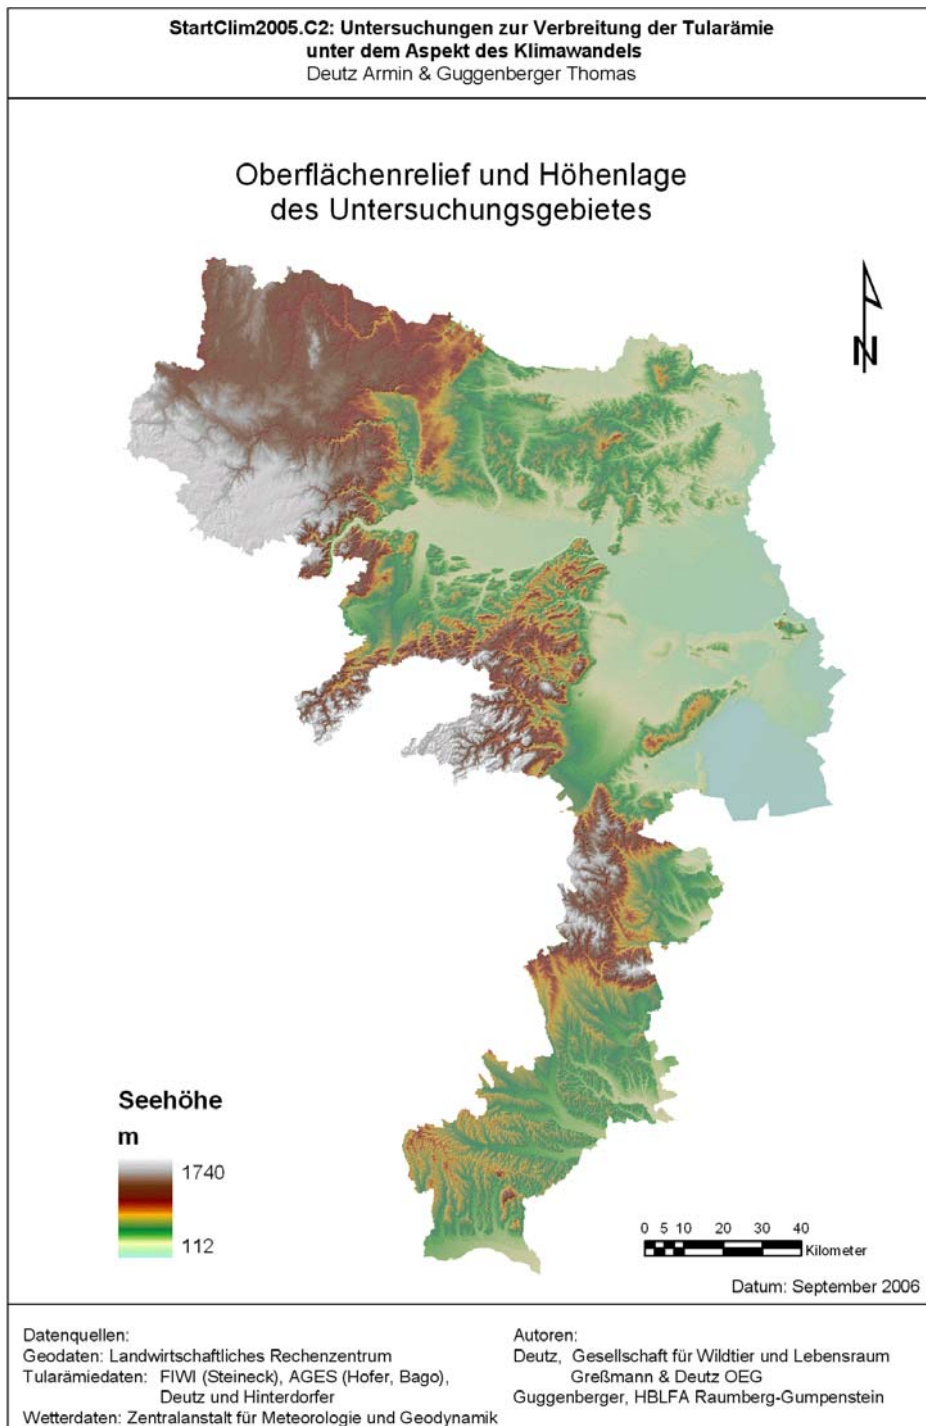 StartClim2005.C2: Untersuchungen zur Verbreitung der Tularämie
unter dem Aspekt des Klimawandels
Deutz Armin & Guggenberger Thomas
Oberflächenrelief und Höhenlage
des Untersuchungsgebietes
N
Seehöhe
m
1740
112
0 5 10 20 30 40
Kilometer
Datum: September 2006
Datenquellen:
Geodaten: Landwirtschaftliches Rechenzentrum
Tularämiedaten: FIWI (Steineck), AGES (Hofer, Bago),
Deutz und Hinterdorfer
Wetterdaten: Zentralanstalt für Meteorologie und Geodynamik
Autoren:
Deutz, Gesellschaft für Wildtier und Lebensraum
Greßmann & Deutz OEG
Guggenberger, HBLFA Raumberg-Gumpenstein